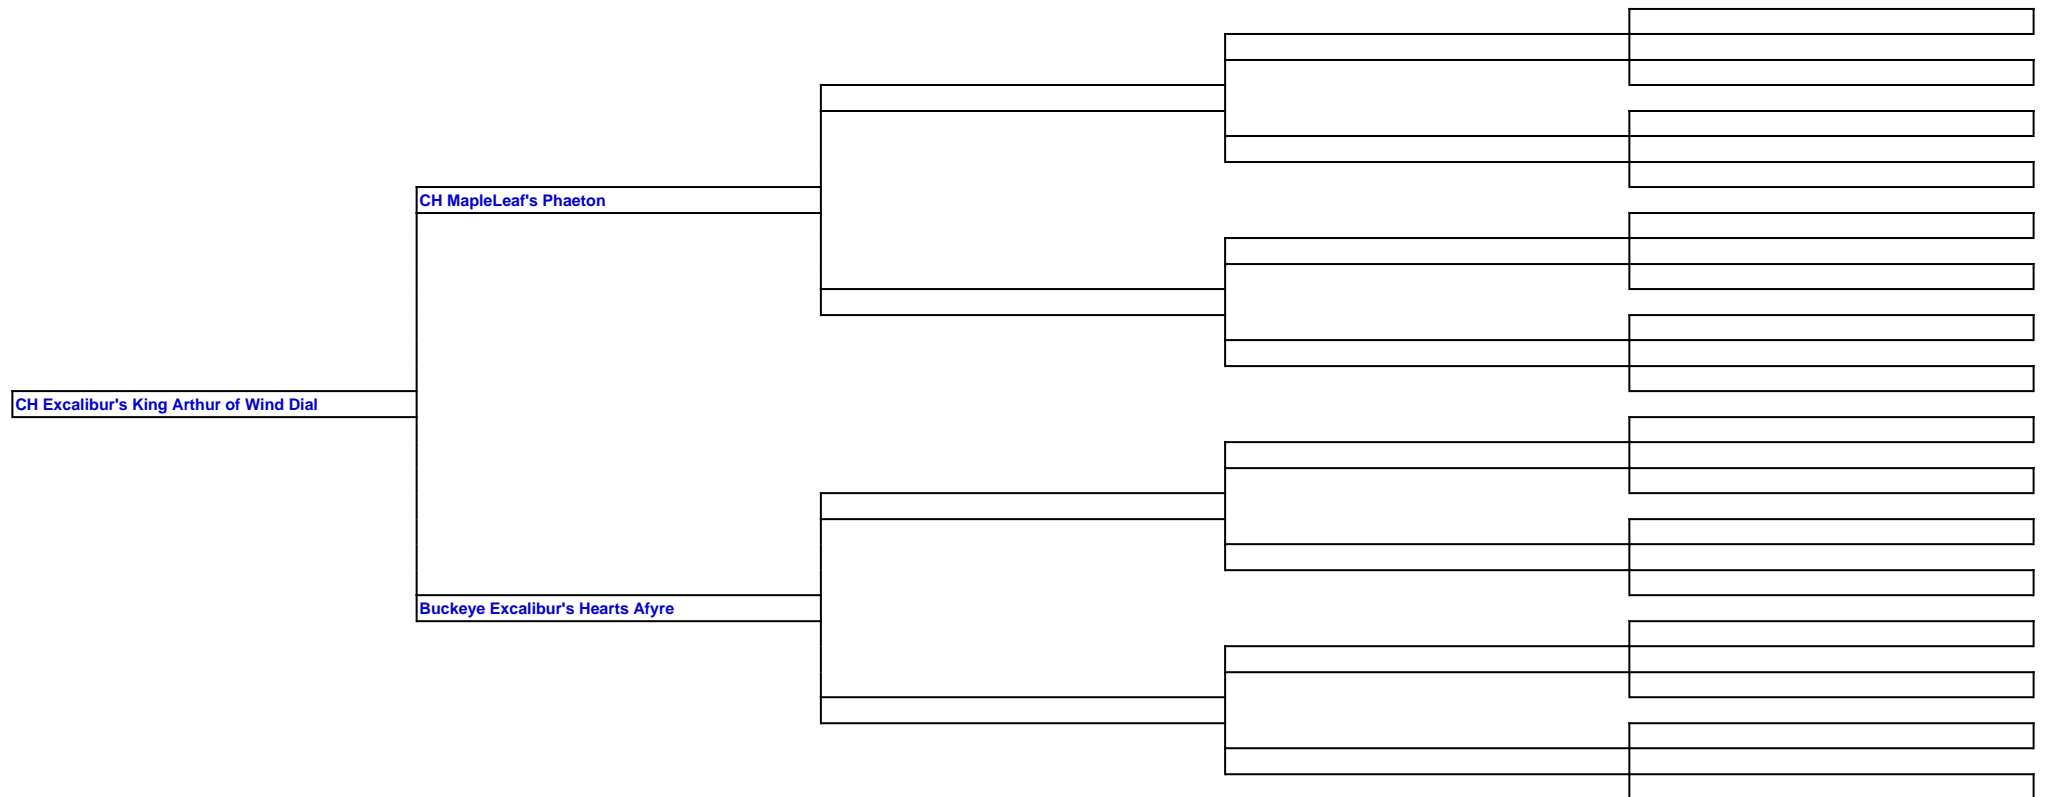 CH MapleLeaf's Phaeton
CH Excalibur's King Arthur of Wind Dial
Buckeye Excalibur's Hearts Afyre